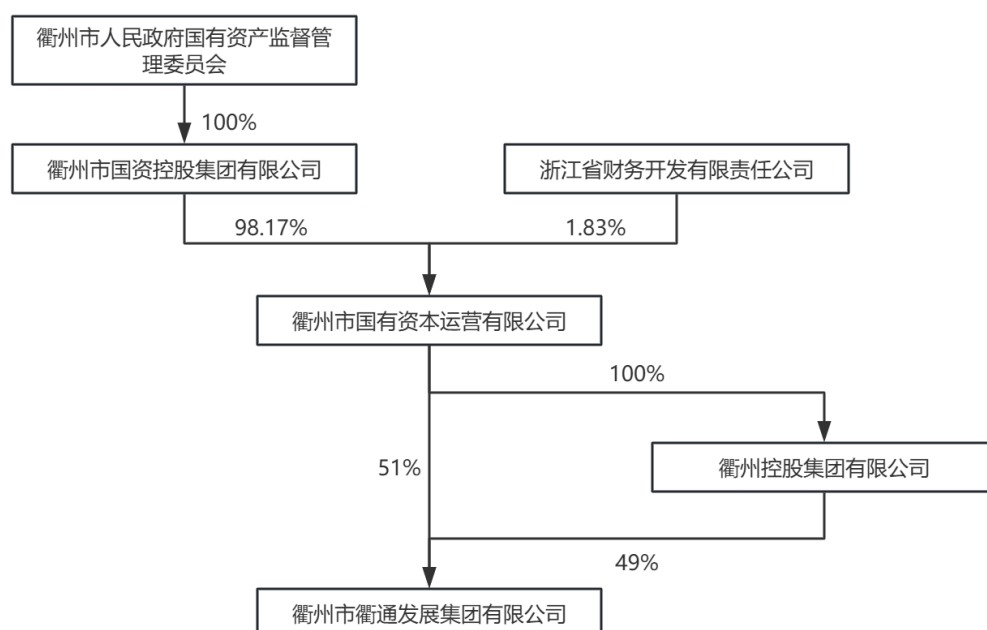 衢州市人民政府国有资产监督管
理委员会
100%
衢州市国资控股集团有限公司
浙江省财务开发有限责任公司
98.17%
1.83%
衢州市国有资本运营有限公司
100%
51%
衢州控股集团有限公司
49%
衢州市衢通发展集团有限公司